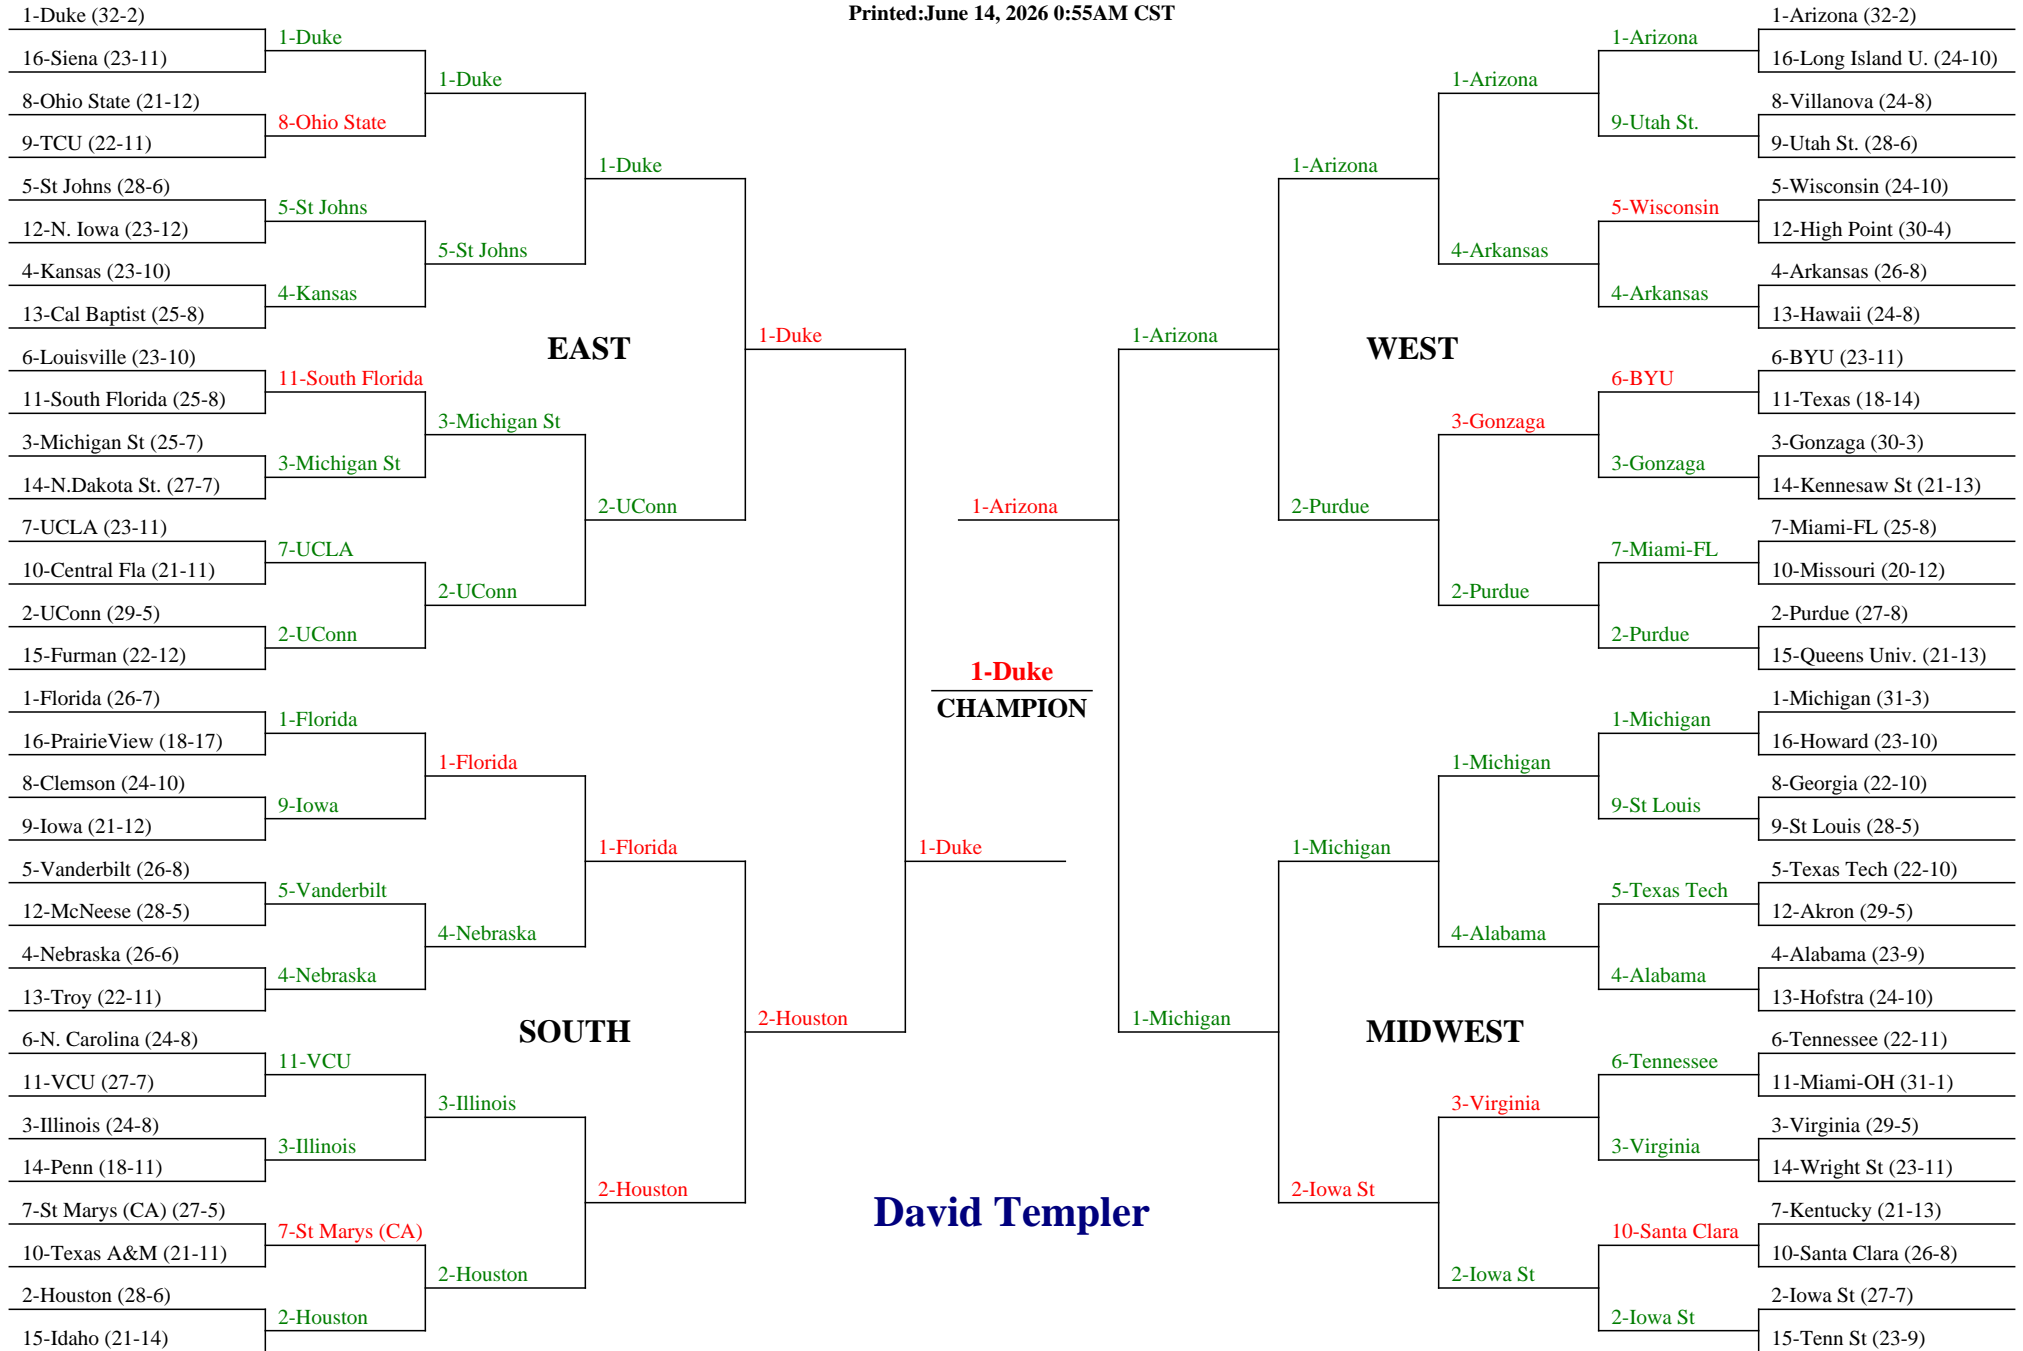 Printed:June 14, 2026 0:55AM CST
1-Duke (32-2)
16-Siena (23-11)
8-Ohio State (21-12)
9-TCU (22-11)
5-St Johns (28-6)
12-N. Iowa (23-12)
4-Kansas (23-10)
13-Cal Baptist (25-8)
6-Louisville (23-10)
11-South Florida (25-8)
3-Michigan St (25-7)
14-N.Dakota St. (27-7)
7-UCLA (23-11)
10-Central Fla (21-11)
2-UConn (29-5)
15-Furman (22-12)
1-Duke
8-Ohio State
5-St Johns
4-Kansas
11-South Florida
3-Michigan St
7-UCLA
2-UConn
1-Duke
5-St Johns
3-Michigan St
2-UConn
1-Duke
2-UConn
EAST
1-Duke
1-Florida (26-7)
16-PrairieView (18-17)
8-Clemson (24-10)
9-Iowa (21-12)
5-Vanderbilt (26-8)
12-McNeese (28-5)
4-Nebraska (26-6)
13-Troy (22-11)
6-N. Carolina (24-8)
11-VCU (27-7)
3-Illinois (24-8)
14-Penn (18-11)
7-St Marys (CA) (27-5)
10-Texas A&M (21-11)
2-Houston (28-6)
15-Idaho (21-14)
1-Florida
9-Iowa
5-Vanderbilt
4-Nebraska
11-VCU
3-Illinois
7-St Marys (CA)
2-Houston
1-Florida
4-Nebraska
3-Illinois
2-Houston
1-Florida
2-Houston
SOUTH
2-Houston
1-Duke
1-Arizona
1-Duke
CHAMPION
David Templer
1-Arizona (32-2)
16-Long Island U. (24-10)
8-Villanova (24-8)
9-Utah St. (28-6)
5-Wisconsin (24-10)
12-High Point (30-4)
4-Arkansas (26-8)
13-Hawaii (24-8)
6-BYU (23-11)
11-Texas (18-14)
3-Gonzaga (30-3)
14-Kennesaw St (21-13)
7-Miami-FL (25-8)
10-Missouri (20-12)
2-Purdue (27-8)
15-Queens Univ. (21-13)
1-Arizona
9-Utah St.
5-Wisconsin
4-Arkansas
6-BYU
3-Gonzaga
7-Miami-FL
2-Purdue
1-Arizona
4-Arkansas
3-Gonzaga
2-Purdue
1-Arizona
2-Purdue
WEST
1-Arizona
1-Michigan (31-3)
16-Howard (23-10)
8-Georgia (22-10)
9-St Louis (28-5)
5-Texas Tech (22-10)
12-Akron (29-5)
4-Alabama (23-9)
13-Hofstra (24-10)
6-Tennessee (22-11)
11-Miami-OH (31-1)
3-Virginia (29-5)
14-Wright St (23-11)
7-Kentucky (21-13)
10-Santa Clara (26-8)
2-Iowa St (27-7)
15-Tenn St (23-9)
1-Michigan
9-St Louis
5-Texas Tech
4-Alabama
6-Tennessee
3-Virginia
10-Santa Clara
2-Iowa St
1-Michigan
4-Alabama
3-Virginia
2-Iowa St
1-Michigan
2-Iowa St
MIDWEST
1-Michigan